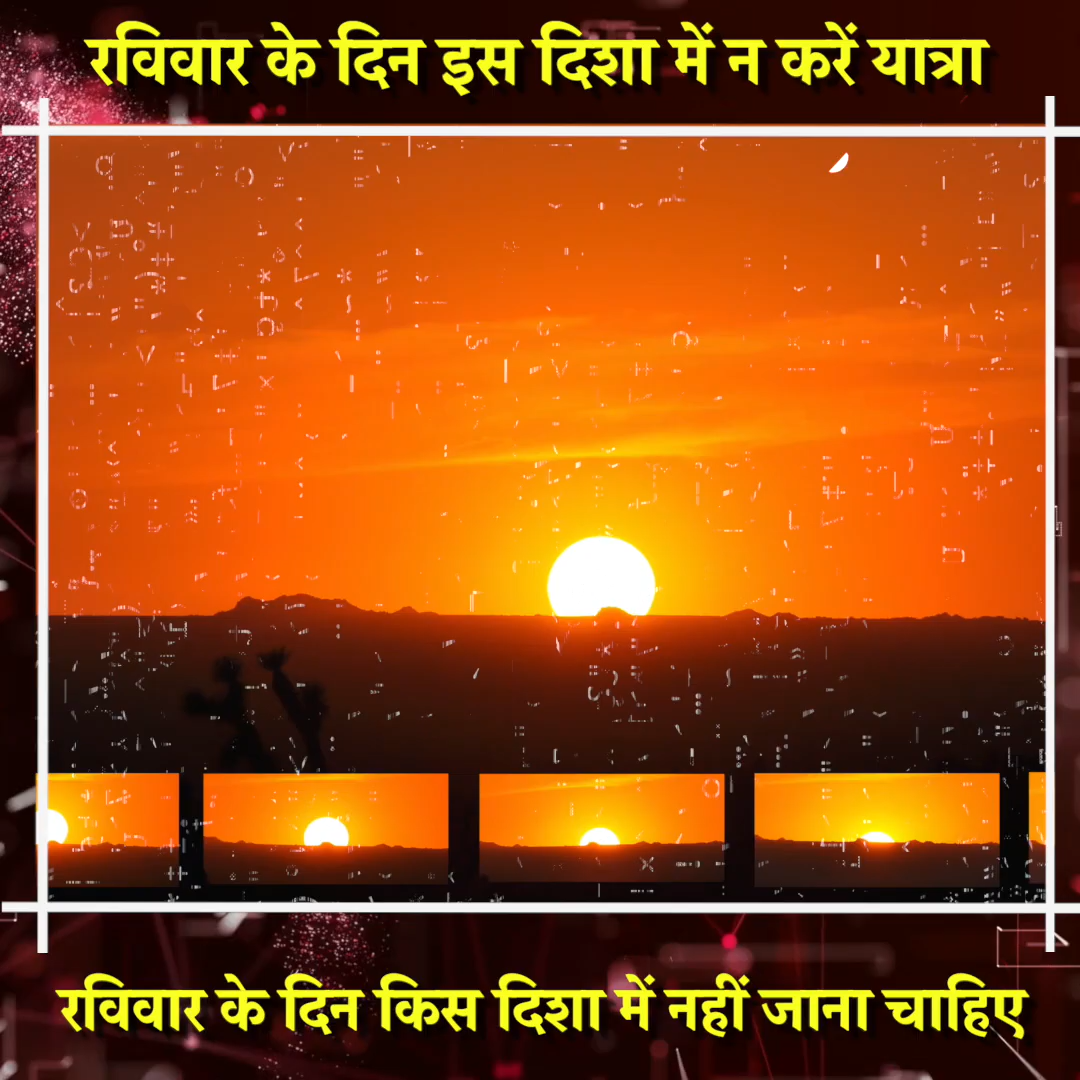 रविवार के दिन इस दिशा में न करें यात्रा
रविवार के दिन किस दिशा में नहीं जाना चाहिए